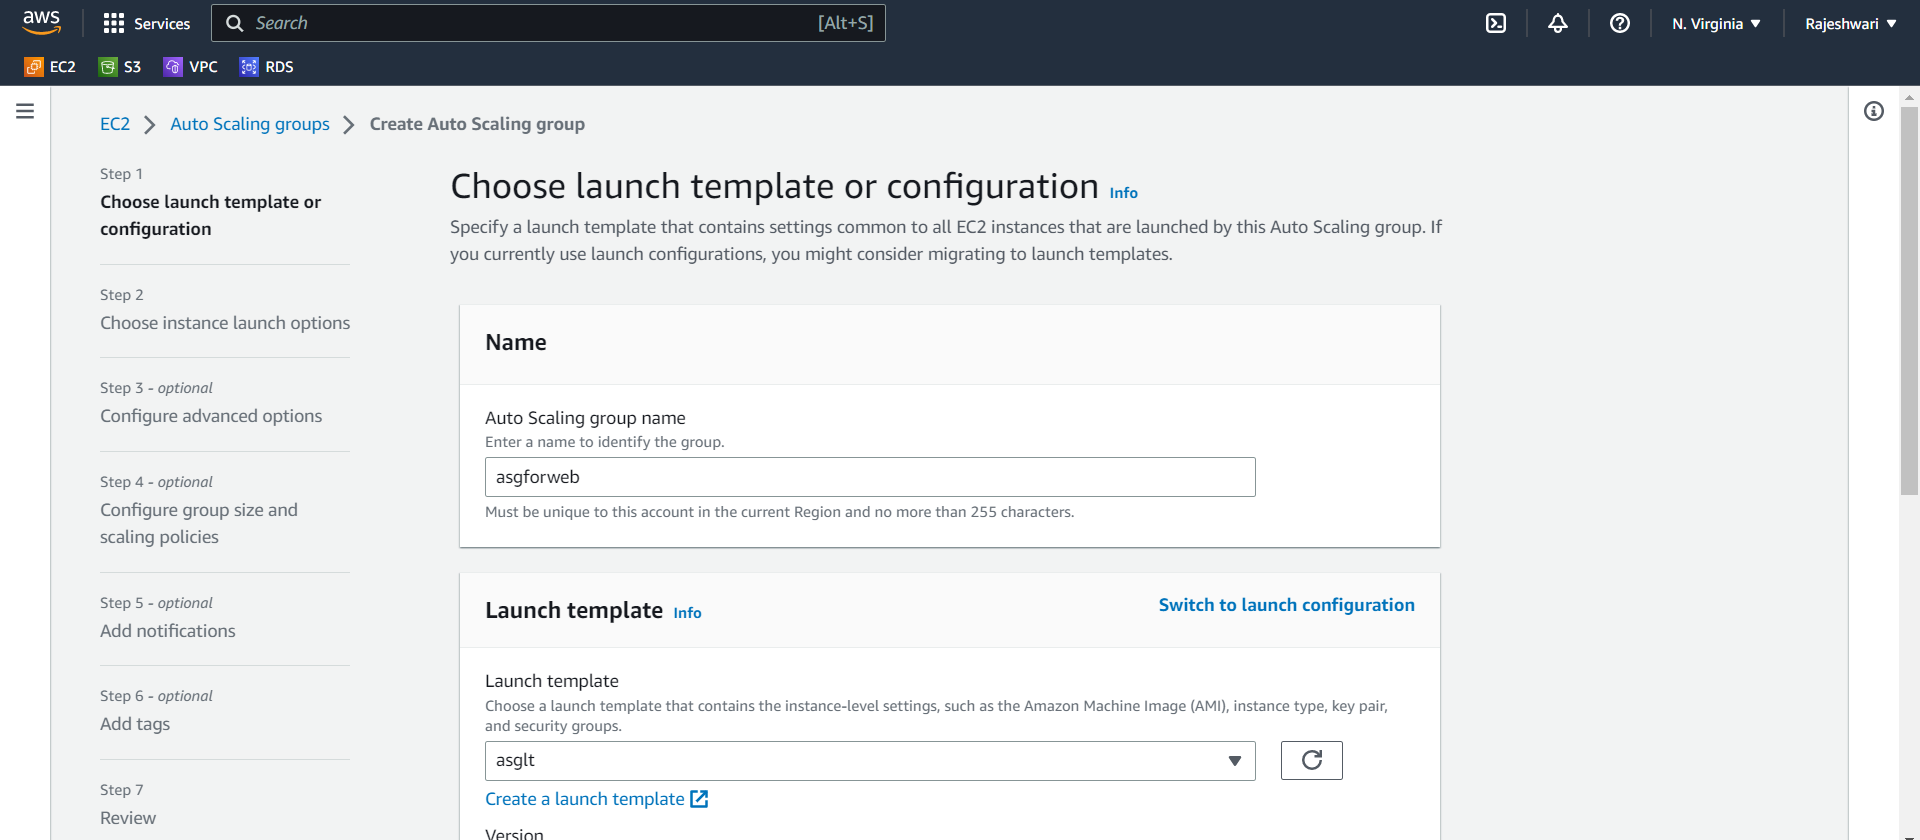 aws
Services
Search
[Alt+S]
N. Virginia
Rajeshwari
EC2
S3
VPC
RDS
EC2
Auto Scaling groups
Create Auto Scaling group
Step 1
Choose launch template or
configuration
Step 2
Choose instance launch options
Step 3 - optional
Configure advanced options
Step 4 - optional
Configure group size and
scaling policies
Step 5 - optional
Add notifications
Step 6 - optional
Add tags
Step 7
Review
Choose launch template or configuration Info
Specify a launch template that contains settings common to all EC2 instances that are launched by this Auto Scaling group. If
you currently use launch configurations, you might consider migrating to launch templates.
Name
Auto Scaling group name
Enter a name to identify the group.
asgforweb
Must be unique to this account in the current Region and no more than 255 characters.
Launch template Info
Switch to launch configuration
Launch template
Choose a launch template that contains the instance-level settings, such as the Amazon Machine Image (AMI), instance type, key pair,
and security groups.
asglt
Create a launch template
Version